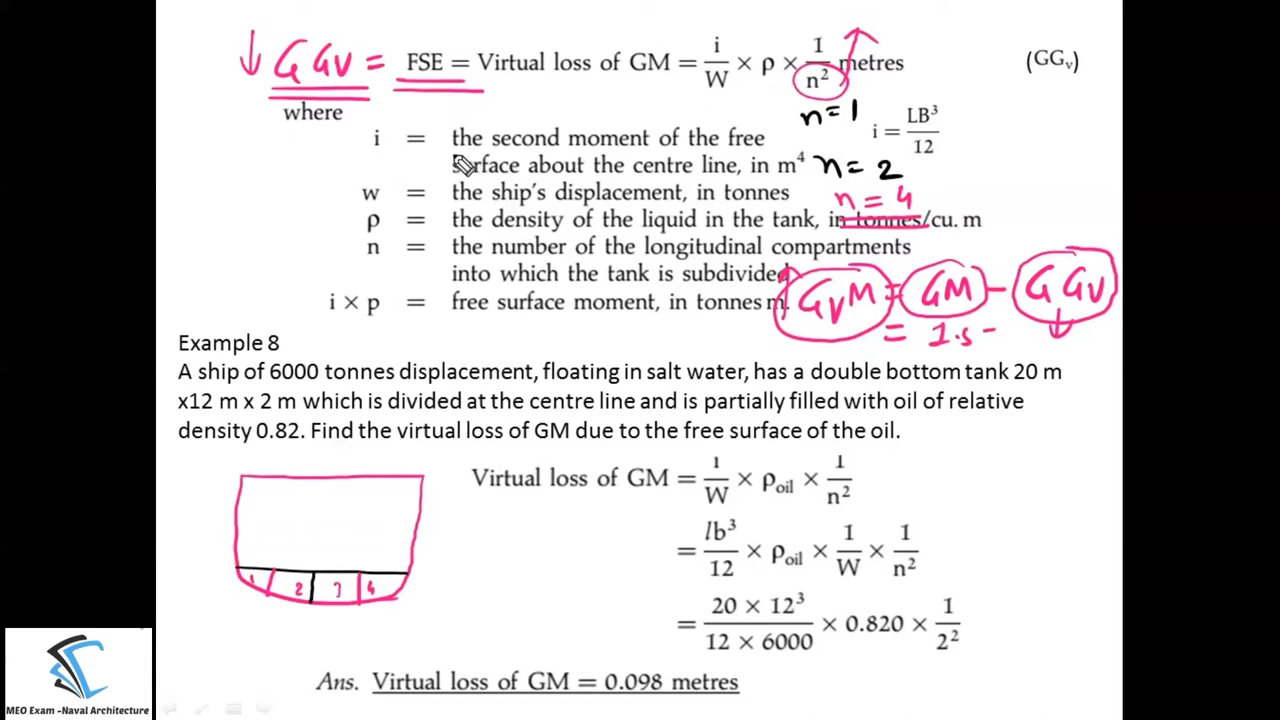 ↓ GGv = FSE = Virtual loss of GM = i/W × ρ × 1/n² metres (GGᵥ)
where
n=1
i = LB³/12
i = the second moment of the free
surface about the centre line, in m⁴ n=2
w = the ship's displacement, in tonnes
n=4
ρ = the density of the liquid in the tank, in tonnes/cu. m
n = the number of the longitudinal compartments
into which the tank is subdivided
GvM = GM - GGv
i × p = free surface moment, in tonnes m.
= 1.5 -
Example 8
A ship of 6000 tonnes displacement, floating in salt water, has a double bottom tank 20 m
x12 m x 2 m which is divided at the centre line and is partially filled with oil of relative
density 0.82. Find the virtual loss of GM due to the free surface of the oil.
Virtual loss of GM = 1/W × ρoil × 1/n²
= lb³/12 × ρoil × 1/W × 1/n²
1 2 3 4
= 20 × 12³/12 × 6000 × 0.820 × 1/2²
Ans. Virtual loss of GM = 0.098 metres
MEO Exam -Naval Architecture